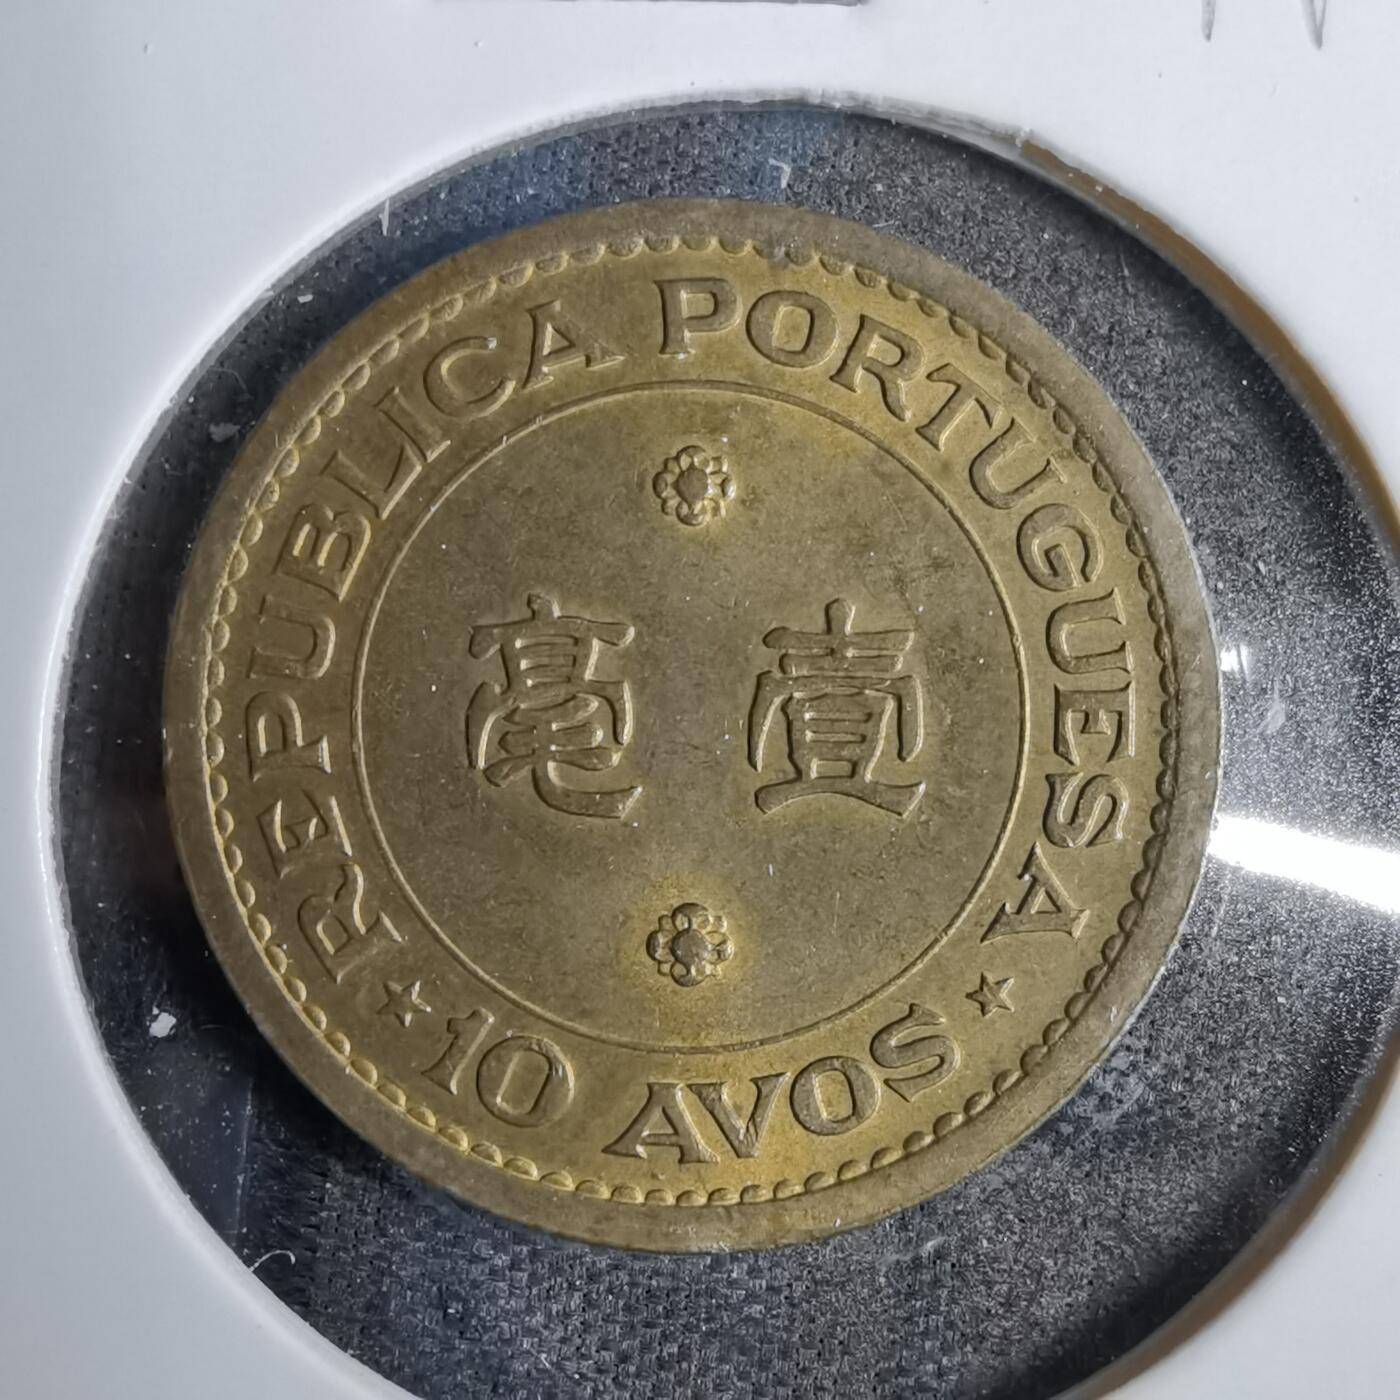 REPUBLICA PORTUGUESA
毫 壹
★ 10 AVOS ★